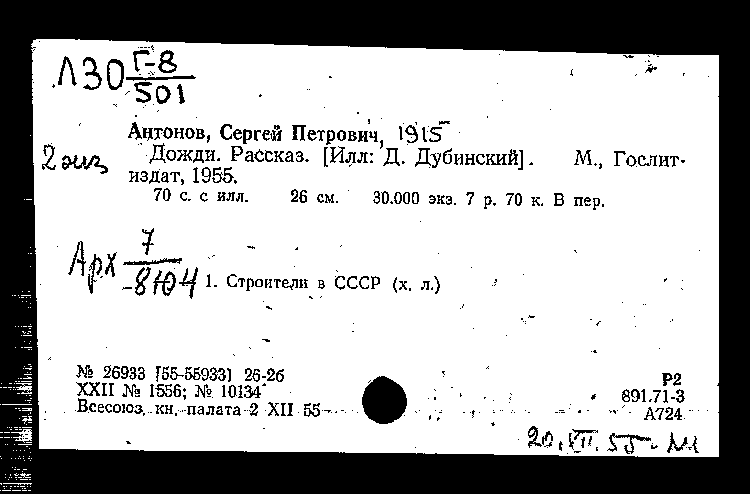 Л30 Г-8
501
Антонов, Сергей Петрович, 1915
2 экз
Дожди. Рассказ. [Илл: Д. Дубинский]. М., Гослит-
издат, 1955.
70 с. с илл. 26 см. 30.000 экз. 7 р. 70 к. В пер.
Арх 7
-8704
1. Строители в СССР (х. л.)
№ 26933 [55-55933] 26-2б
XXII № 1556; № 10134
Всесоюз. кн. палата 2 XII 55
Р2
891.71-3
А724
20.XII.55